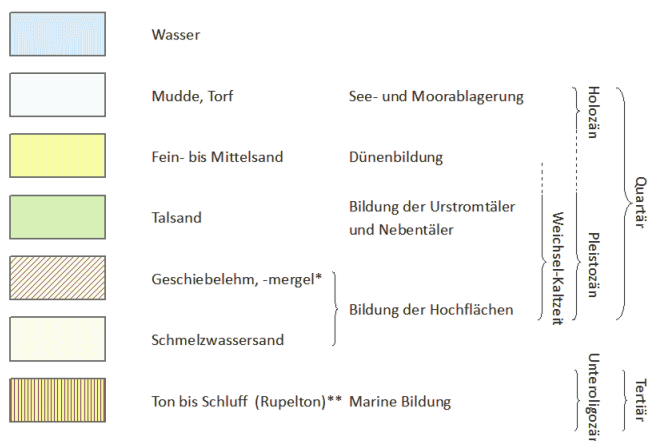 Wasser
Mudde, Torf See- und Moorablagerung
Fein- bis Mittelsand Dünenbildung
Talsand Bildung der Urstromtäler
und Nebentäler
Geschiebelehm, -mergel*
Bildung der Hochflächen
Schmelzwassersand
Ton bis Schluff (Rupelton)** Marine Bildung
Weichsel-Kaltzeit
Holozän
Pleistozän
Unteroligozän
Quartär
Tertiär